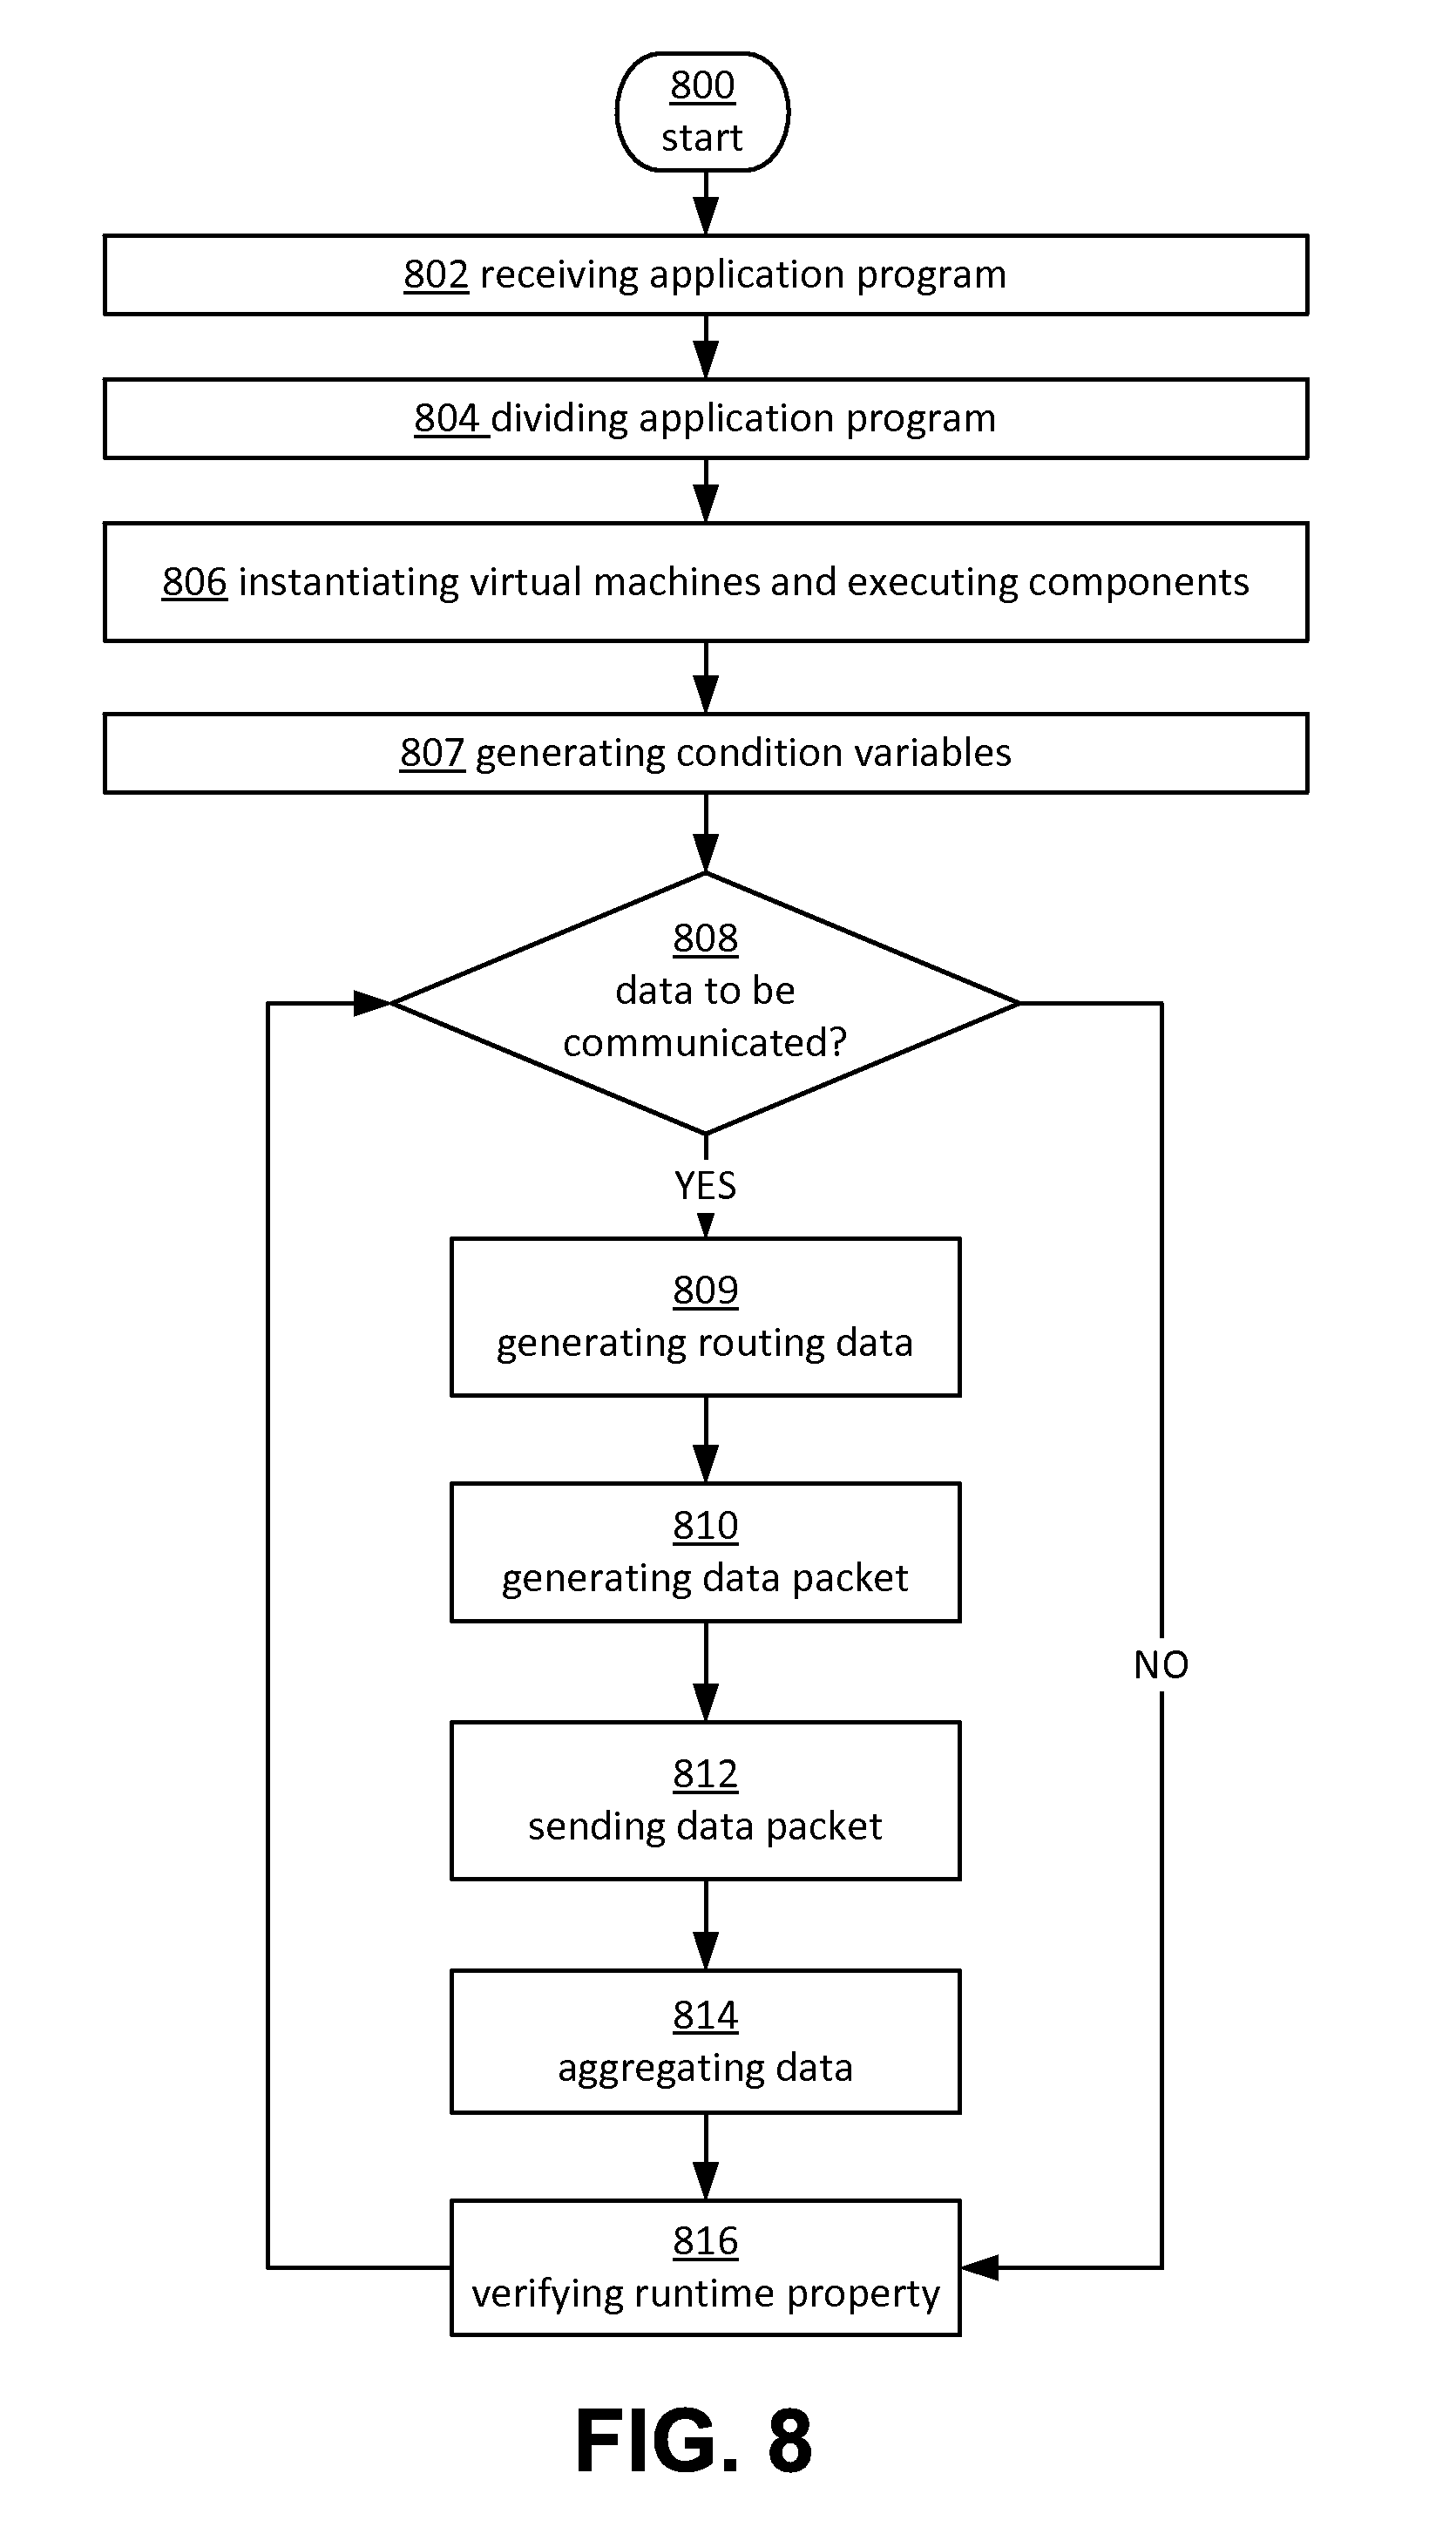 800
start
802 receiving application program
804 dividing application program
806 instantiating virtual machines and executing components
807 generating condition variables
808
data to be
communicated?
YES
809
generating routing data
810
generating data packet
NO
812
sending data packet
814
aggregating data
816
verifying runtime property
FIG. 8